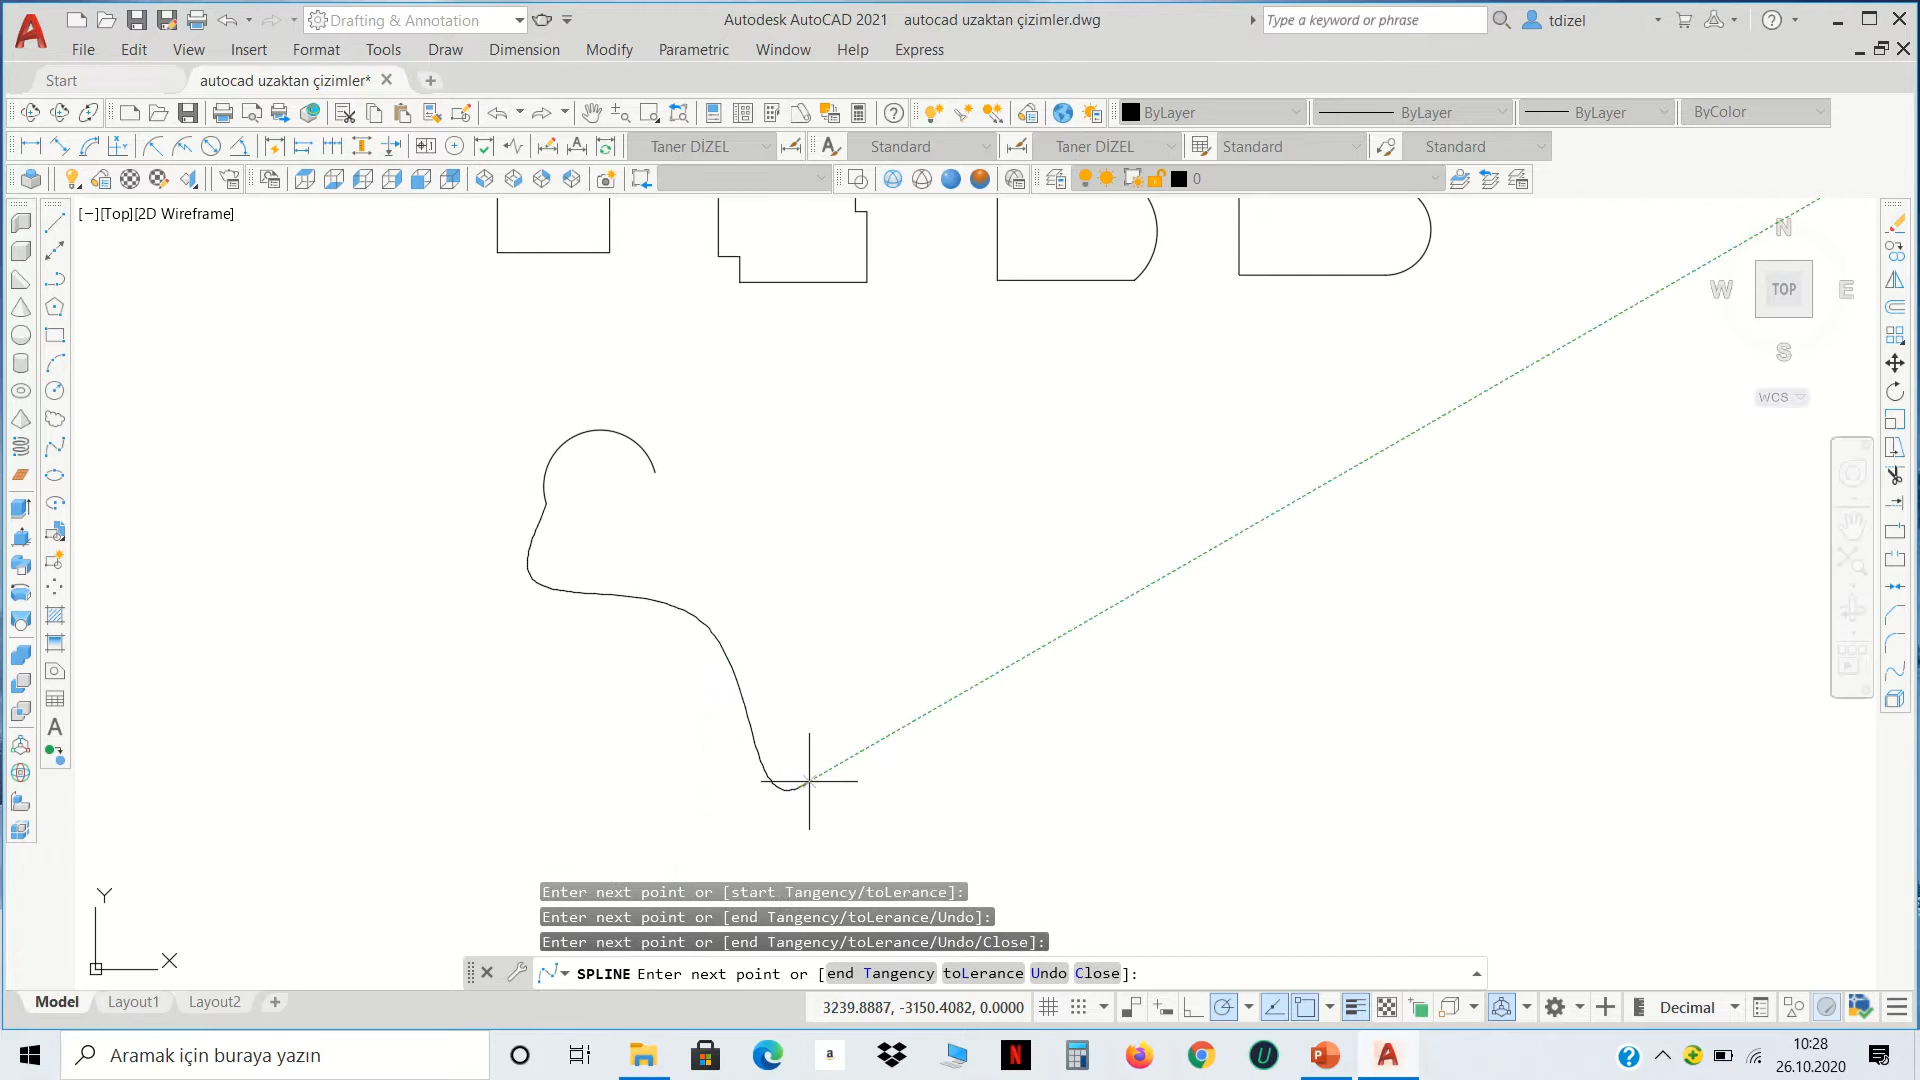 Drafting & Annotation
Autodesk AutoCAD 2021 autocad uzaktan çizimler.dwg
Type a keyword or phrase
tdizel
File Edit View Insert Format Tools Draw Dimension Modify Parametric Window Help Express
Start
autocad uzaktan çizimler*
ByLayer
ByLayer
ByLayer
ByColor
Taner DİZEL
Standard
Taner DİZEL
Standard
Standard
0
[−][Top][2D Wireframe]
N
W TOP E
S
WCS
Y
X
Enter next point or [start Tangency/toLerance]:
Enter next point or [end Tangency/toLerance/Undo]:
Enter next point or [end Tangency/toLerance/Undo/Close]:
SPLINE Enter next point or [end Tangency toLerance Undo Close]:
Model Layout1 Layout2
3239.8887, -3150.4082, 0.0000
Decimal
Aramak için buraya yazın
10:28
26.10.2020